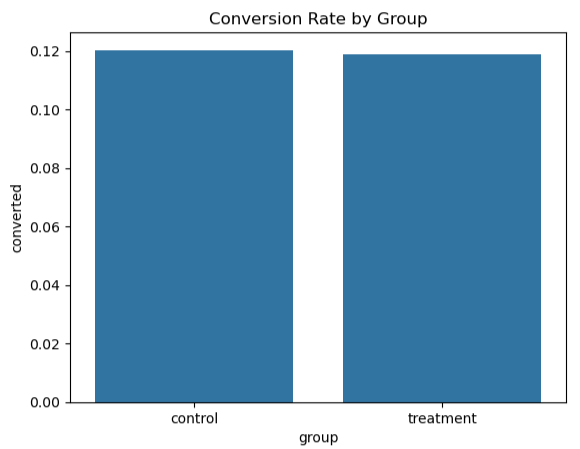 Conversion Rate by Group
0.12
0.10
0.08
0.06
0.04
0.02
0.00
converted
control
treatment
group